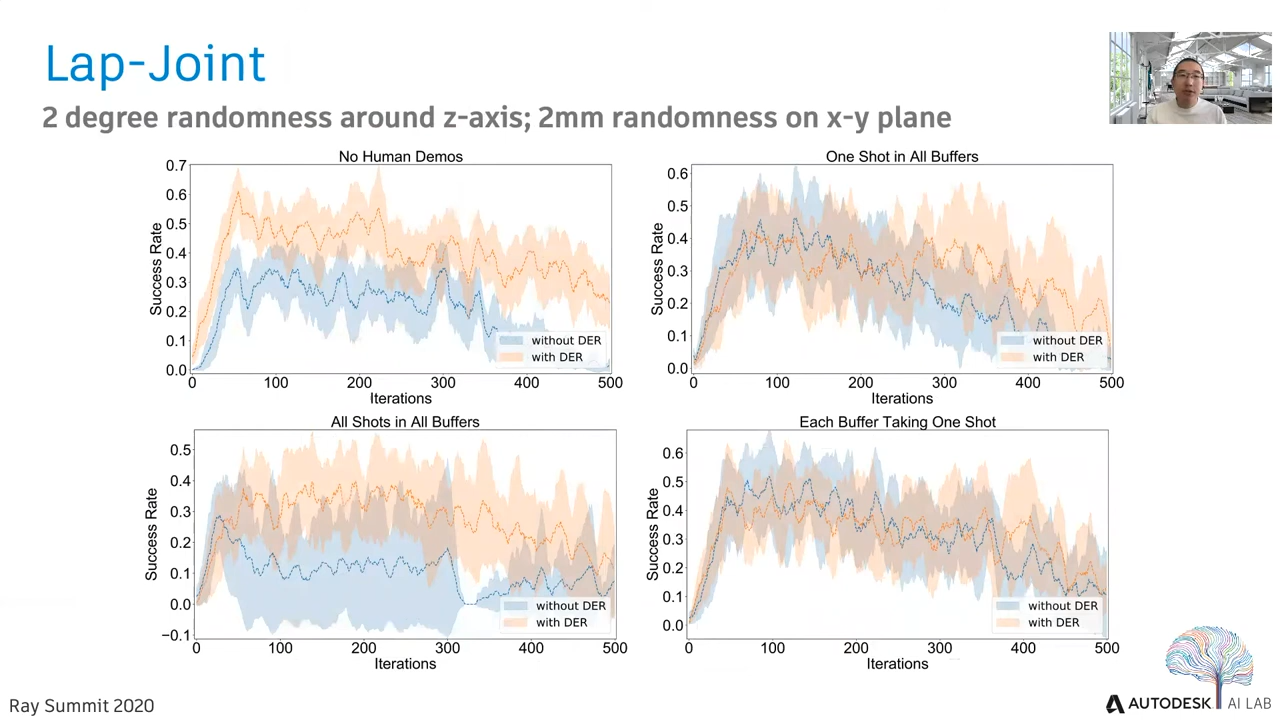 Lap-Joint
2 degree randomness around z-axis; 2mm randomness on x-y plane
No Human Demos
0.7
0.6
0.5
0.4
0.3
0.2
0.1
0.0
Success Rate
without DER
with DER
0 100 200 300 400 500
Iterations
One Shot in All Buffers
0.6
0.5
0.4
0.3
0.2
0.1
0.0
Success Rate
without DER
with DER
0 100 200 300 400 500
Iterations
All Shots in All Buffers
0.5
0.4
0.3
0.2
0.1
0.0
−0.1
Success Rate
without DER
with DER
0 100 200 300 400 500
Iterations
Each Buffer Taking One Shot
0.6
0.5
0.4
0.3
0.2
0.1
0.0
Success Rate
without DER
with DER
0 100 200 300 400 500
Iterations
Ray Summit 2020
AUTODESK AI LAB